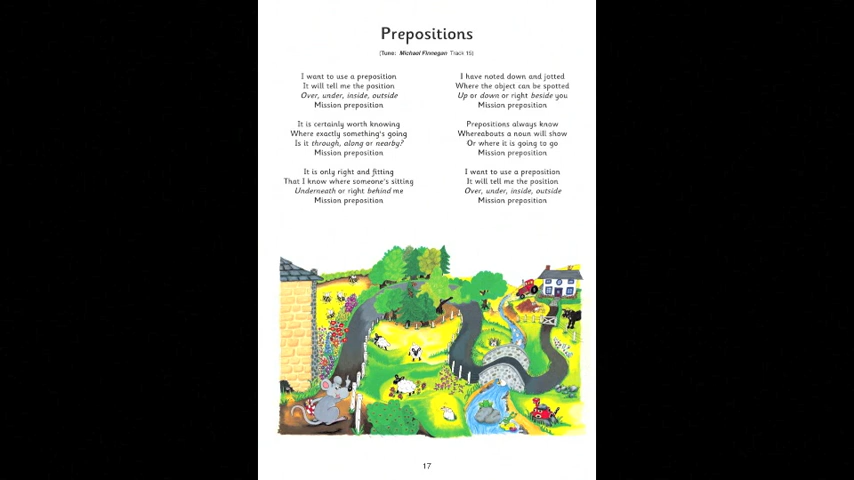 Prepositions
(Tune: Michael Finnegan Track 15)
I want to use a preposition
It will tell me the position
Over, under, inside, outside
Mission preposition
It is certainly worth knowing
Where exactly something's going
Is it through, along or nearby?
Mission preposition
It is only right and fitting
That I know where someone's sitting
Underneath or right behind me
Mission preposition
I have noted down and jotted
Where the object can be spotted
Up or down or right beside you
Mission preposition
Prepositions always know
Whereabouts a noun will show
Or where it is going to go
Mission preposition
I want to use a preposition
It will tell me the position
Over, under, inside, outside
Mission preposition
17